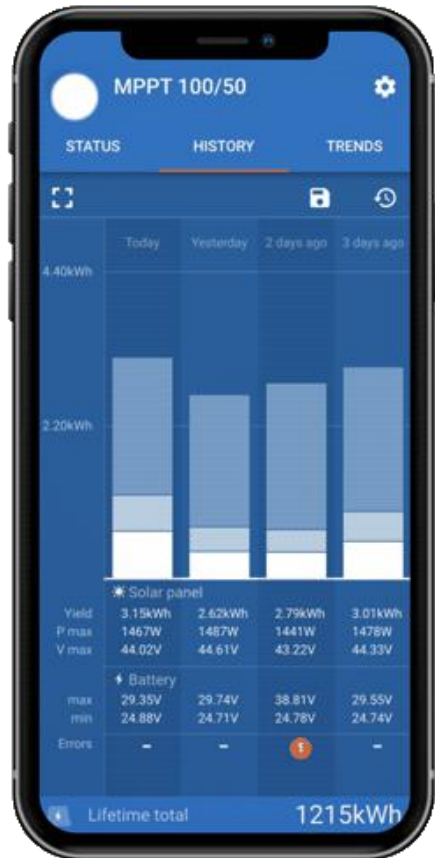 MPPT 100/50
STATUS HISTORY TRENDS
Today Yesterday 2 days ago 3 days ago
4.40kWh
2.20kWh
Solar panel
Yield 3.15kWh 2.62kWh 2.79kWh 3.01kWh
P max 1467W 1487W 1441W 1478W
V max 44.02V 44.61V 43.22V 44.33V
Battery
max 29.35V 29.74V 38.81V 29.55V
min 24.88V 24.71V 24.78V 24.74V
Errors - - -
Lifetime total 1215kWh